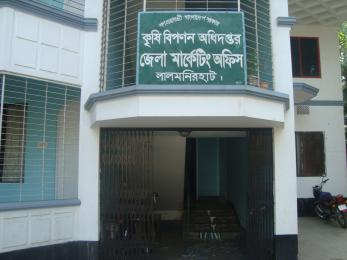 গণপ্রজাতন্ত্রী বাংলাদেশ সরকার
কৃষি বিপণন অধিদপ্তর
জেলা মার্কেটিং অফিস
লালমনিরহাট।